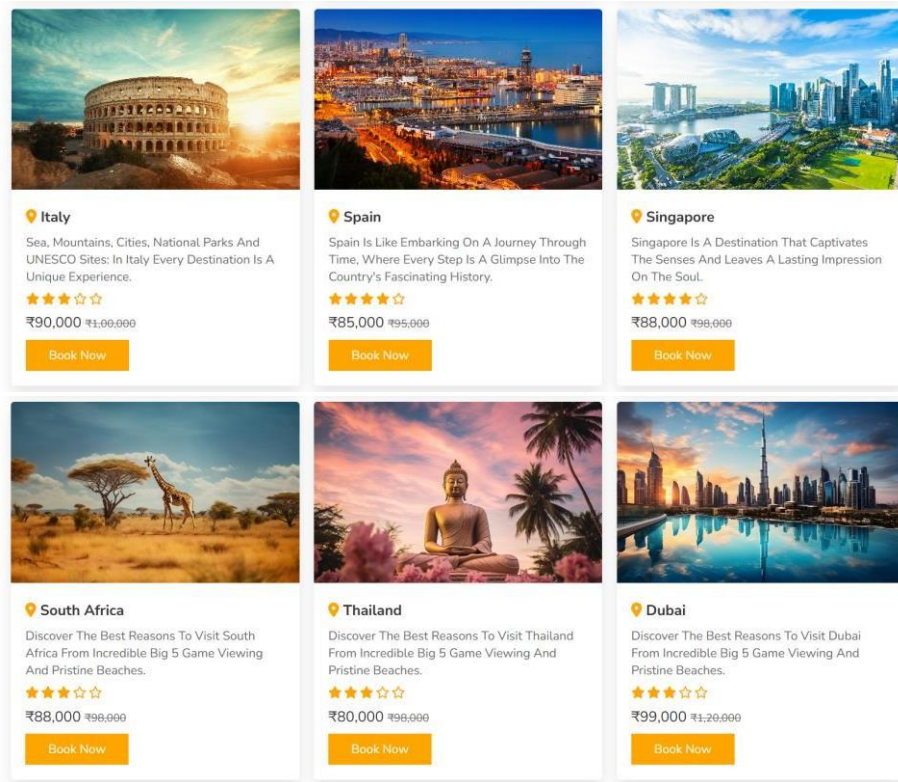 Italy
Sea, Mountains, Cities, National Parks And
UNESCO Sites: In Italy Every Destination Is A
Unique Experience.
₹90,000 ₹1,00,000
Book Now
Spain
Spain Is Like Embarking On A Journey Through
Time, Where Every Step Is A Glimpse Into The
Country's Fascinating History.
₹85,000 ₹95,000
Book Now
Singapore
Singapore Is A Destination That Captivates
The Senses And Leaves A Lasting Impression
On The Soul.
₹88,000 ₹98,000
Book Now
South Africa
Discover The Best Reasons To Visit South
Africa From Incredible Big 5 Game Viewing
And Pristine Beaches.
₹88,000 ₹98,000
Book Now
Thailand
Discover The Best Reasons To Visit Thailand
From Incredible Big 5 Game Viewing And
Pristine Beaches.
₹80,000 ₹98,000
Book Now
Dubai
Discover The Best Reasons To Visit Dubai
From Incredible Big 5 Game Viewing And
Pristine Beaches.
₹99,000 ₹1,20,000
Book Now